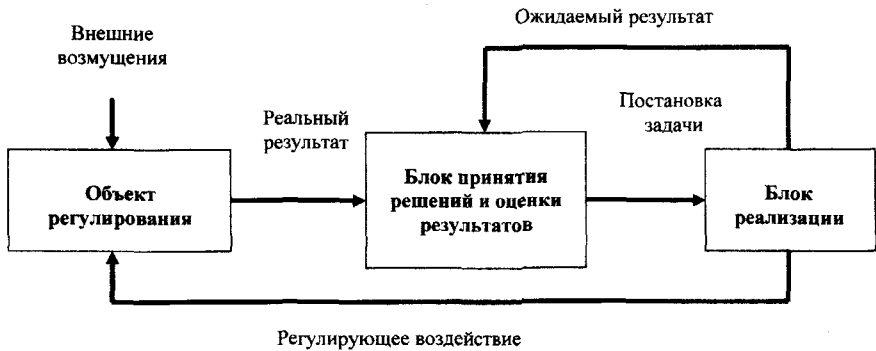 Ожидаемый результат
Внешние
возмущения
Реальный
результат
Постановка
задачи
Объект
регулирования
Блок принятия
решений и оценки
результатов
Блок
реализации
Регулирующее воздействие